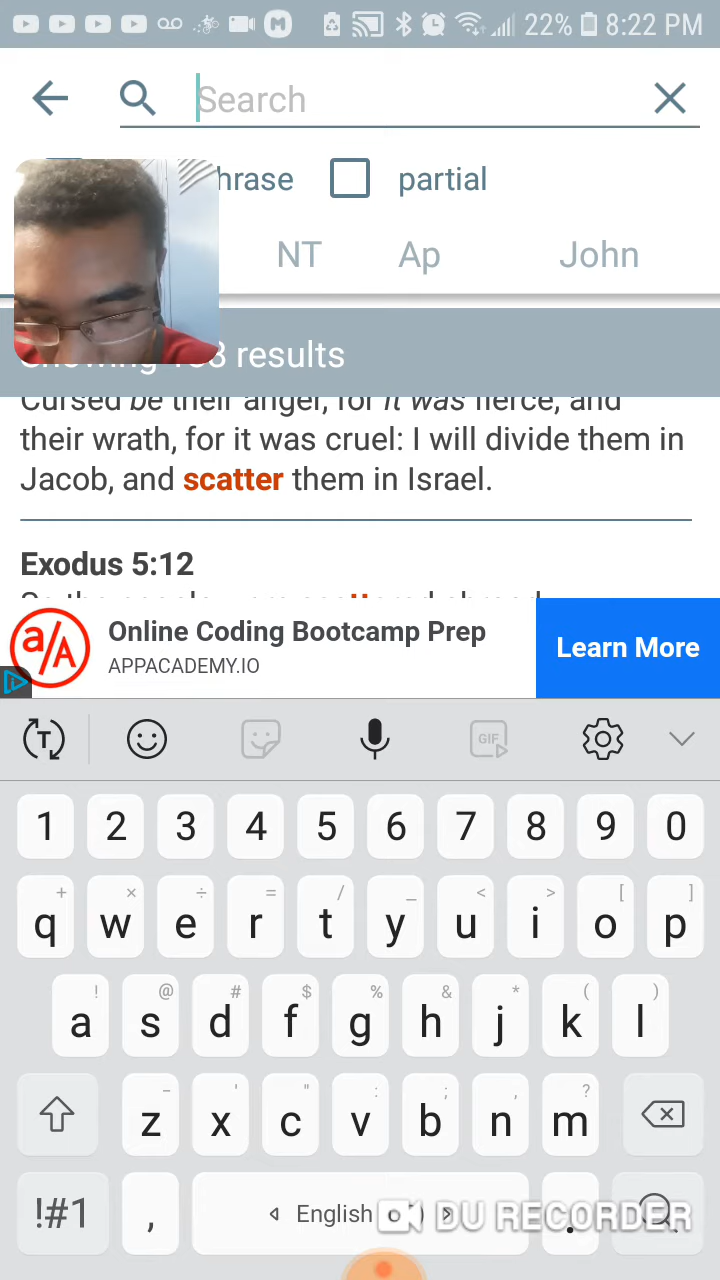 22% 8:22 PM
Search
hrase partial
NT Ap John
results
Cursed be their anger, for it was fierce, and
their wrath, for it was cruel: I will divide them in
Jacob, and scatter them in Israel.
Exodus 5:12
Online Coding Bootcamp Prep
APPACADEMY.IO
Learn More
a/A
T GIF
1 2 3 4 5 6 7 8 9 0
+ × ÷ = / _ < > [ ]
q w e r t y u i o p
! @ # $ % & * ( )
a s d f g h j k l
- ' " : ; , ?
z x c v b n m
!#1 , English . DU RECORDER